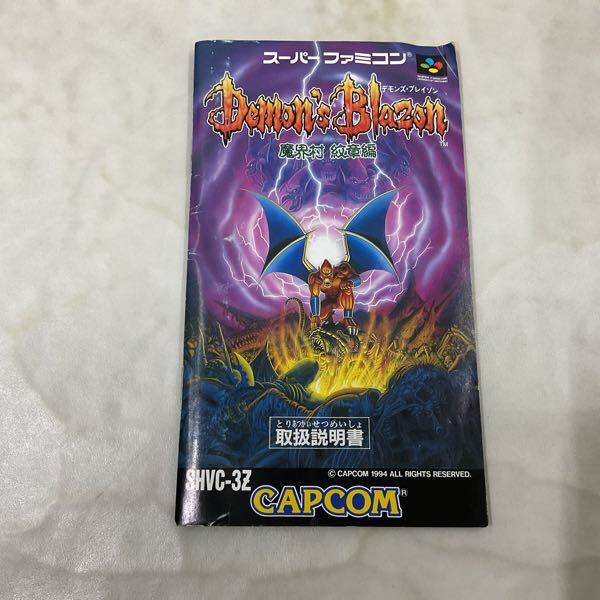 スーパーファミコン®
デモンズ・ブレイゾン
Demon's Blazon™
魔界村 紋章編
とりあつかいせつめいしょ
取扱説明書
© CAPCOM 1994 ALL RIGHTS RESERVED.
SHVC-3Z
CAPCOM®